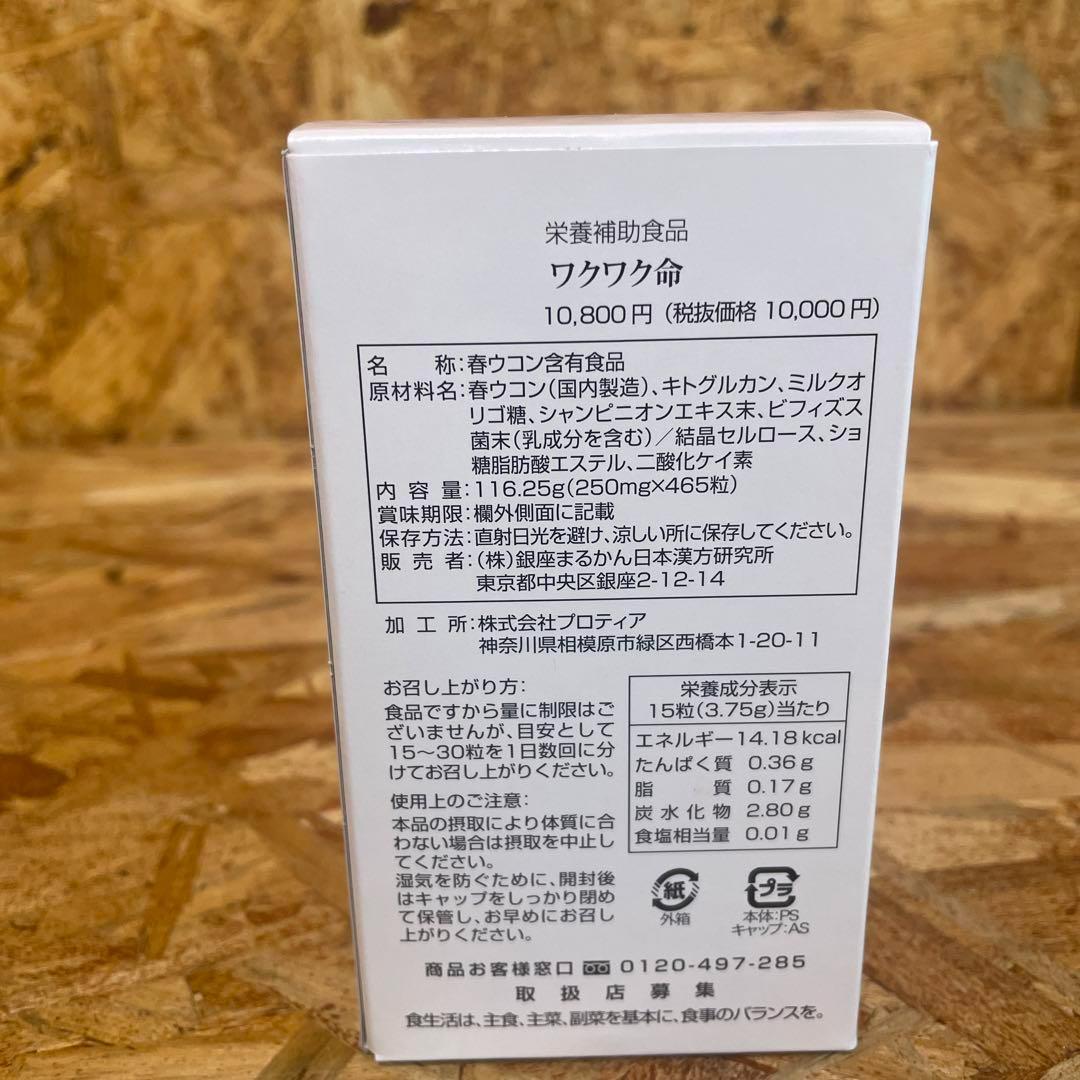 栄養補助食品
ワクワク命
10,800円（税抜価格 10,000円）
名称：春ウコン含有食品
原材料名：春ウコン（国内製造）、キトグルカン、ミルクオ
リゴ糖、シャンピニオンエキス末、ビフィズス
菌末（乳成分を含む）／結晶セルロース、ショ
糖脂肪酸エステル、二酸化ケイ素
内容量：116.25g（250mg×465粒）
賞味期限：欄外側面に記載
保存方法：直射日光を避け、涼しい所に保存してください。
販売者：（株）銀座まるかん日本漢方研究所
東京都中央区銀座2-12-14
加工所：株式会社プロティア
神奈川県相模原市緑区西橋本1-20-11
お召し上がり方：
食品ですから量に制限はご
ざいませんが、目安として
15～30粒を1日数回に分
けてお召し上がりください。
使用上のご注意：
本品の摂取により体質に合
わない場合は摂取を中止し
てください。
湿気を防ぐために、開封後
はキャップをしっかり閉め
て保管し、お早めにお召し
上がりください。
栄養成分表示
15粒（3.75g）当たり
エネルギー 14.18kcal
たんぱく質 0.36g
脂質 0.17g
炭水化物 2.80g
食塩相当量 0.01g
紙
外箱
プラ
本体：PS
キャップ：AS
商品お客様窓口 0120-497-285
取扱店募集
食生活は、主食、主菜、副菜を基本に、食事のバランスを。